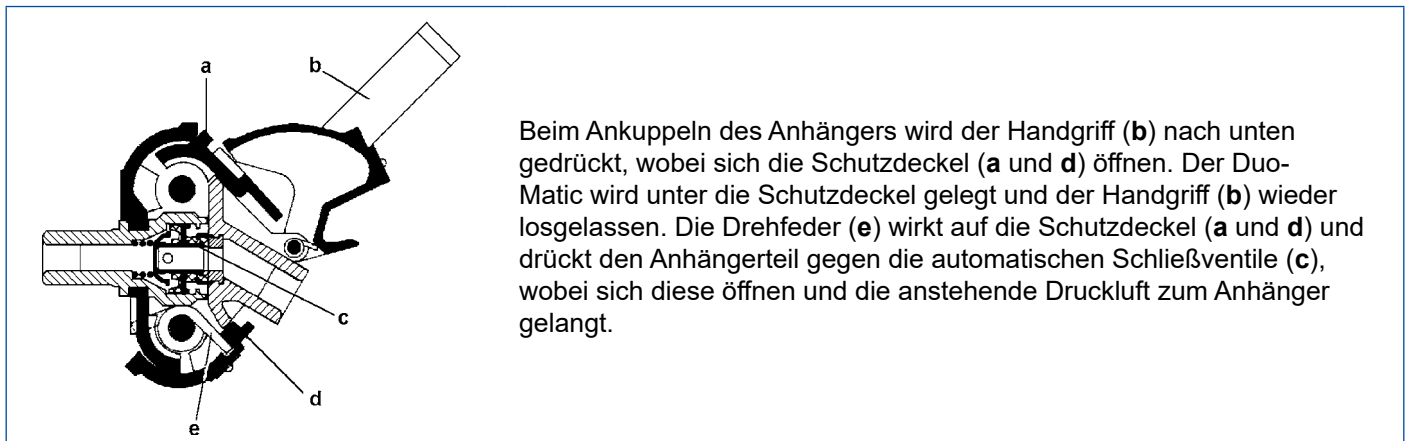 a
b
Beim Ankuppeln des Anhängers wird der Handgriff (b) nach unten
gedrückt, wobei sich die Schutzdeckel (a und d) öffnen. Der Duo-
Matic wird unter die Schutzdeckel gelegt und der Handgriff (b) wieder
losgelassen. Die Drehfeder (e) wirkt auf die Schutzdeckel (a und d) und
drückt den Anhängerteil gegen die automatischen Schließventile (c),
wobei sich diese öffnen und die anstehende Druckluft zum Anhänger
gelangt.
c
d
e